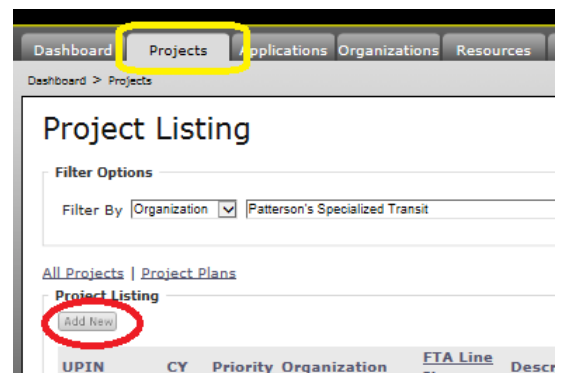 Dashboard Projects Applications Organizations Resources
Dashboard > Projects
Project Listing
Filter Options
Filter By Organization Patterson's Specialized Transit
All Projects | Project Plans
Project Listing
Add New
UPIN CY Priority Organization FTA Line Descr